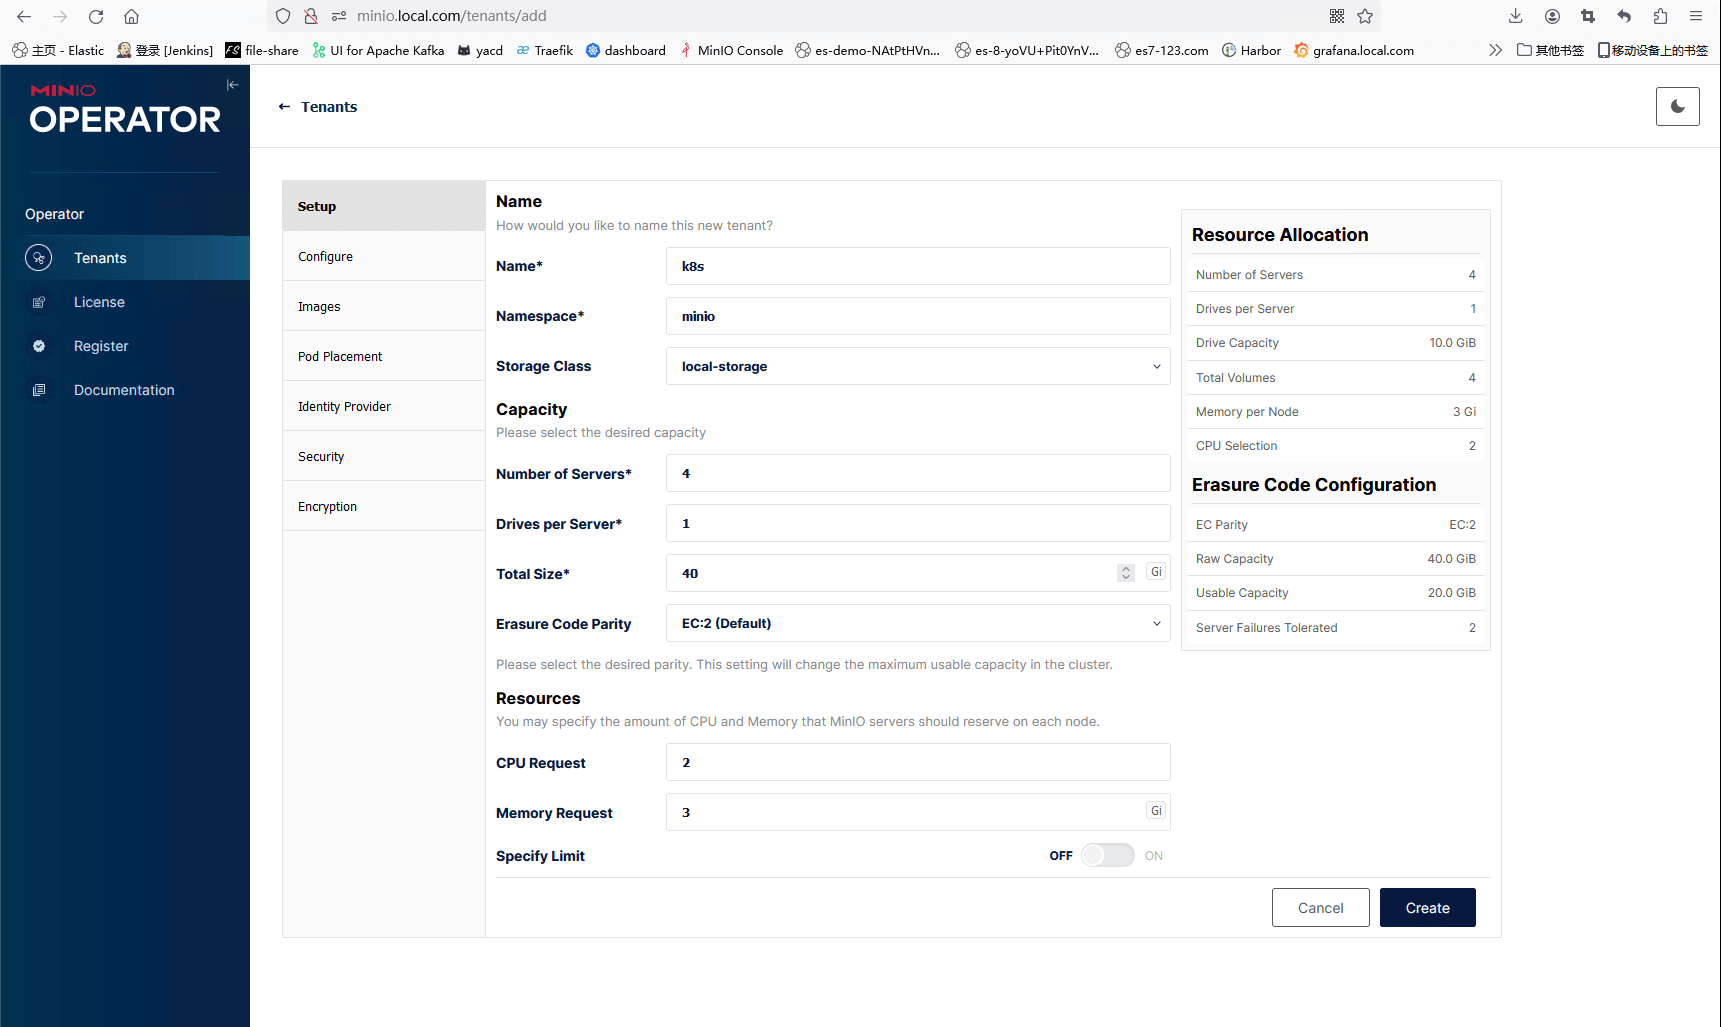 minio.local.com/tenants/add
主页 - Elastic
登录 [Jenkins]
FS file-share
UI for Apache Kafka
yacd
Traefik
dashboard
MinIO Console
es-demo-NAtPtHVn...
es-8-yoVU+Pit0YnV...
es7-123.com
Harbor
grafana.local.com
其他书签
移动设备上的书签
MINIO
OPERATOR
Operator
Tenants
License
Register
Documentation
Tenants
Setup
Configure
Images
Pod Placement
Identity Provider
Security
Encryption
Name
How would you like to name this new tenant?
Name* k8s
Namespace* minio
Storage Class local-storage
Capacity
Please select the desired capacity
Number of Servers* 4
Drives per Server* 1
Total Size* 40 Gi
Erasure Code Parity EC:2 (Default)
Please select the desired parity. This setting will change the maximum usable capacity in the cluster.
Resources
You may specify the amount of CPU and Memory that MinIO servers should reserve on each node.
CPU Request 2
Memory Request 3 Gi
Specify Limit OFF ON
Cancel Create
Resource Allocation
Number of Servers 4
Drives per Server 1
Drive Capacity 10.0 GiB
Total Volumes 4
Memory per Node 3 Gi
CPU Selection 2
Erasure Code Configuration
EC Parity EC:2
Raw Capacity 40.0 GiB
Usable Capacity 20.0 GiB
Server Failures Tolerated 2